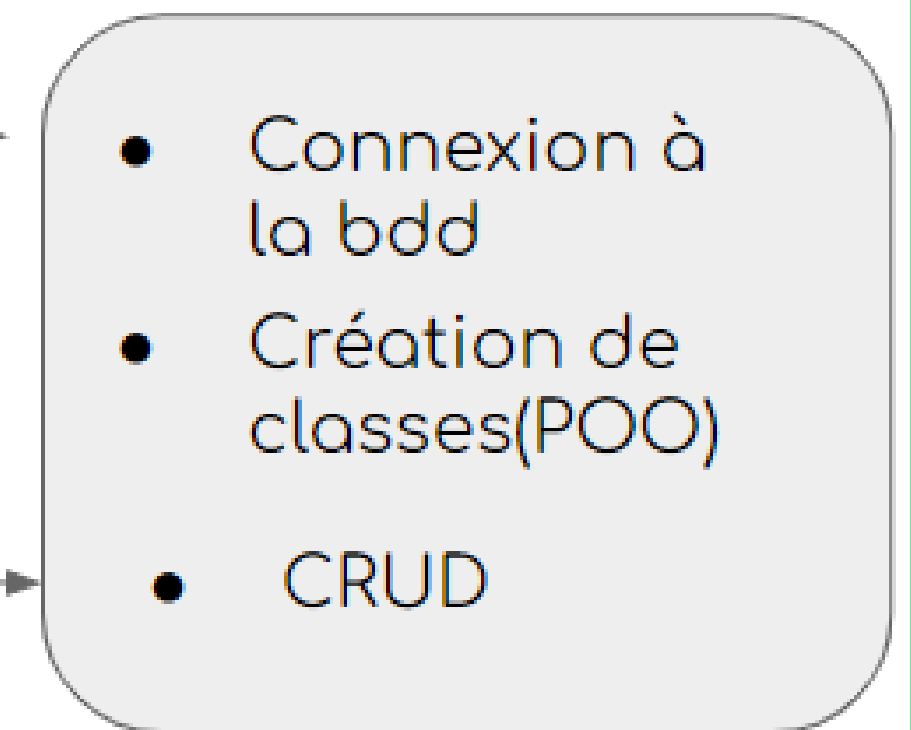 ● Connexion à
la bdd
● Création de
classes(POO)
● CRUD